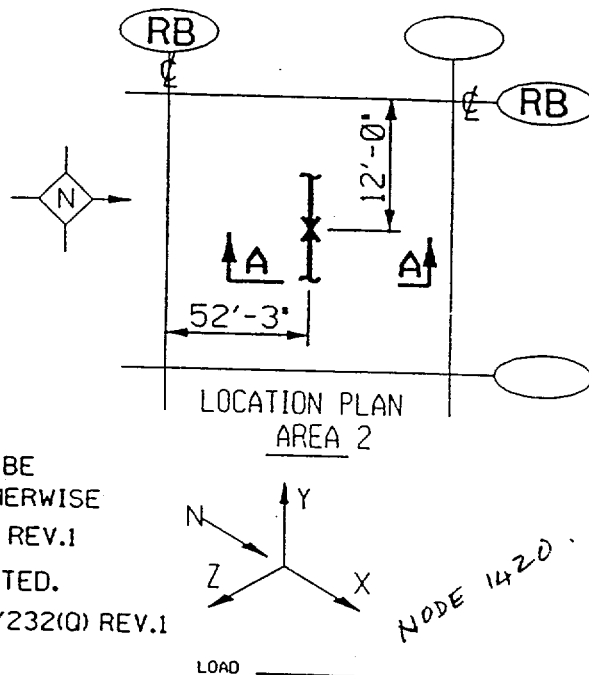 RB
℄
℄ RB
12'-0"
N
A A
52'-3"
LOCATION PLAN
AREA 2
BE
HERWISE
REV.1
TED.
/232(Q) REV.1
N Y
Z X
NODE 1420.
LOAD